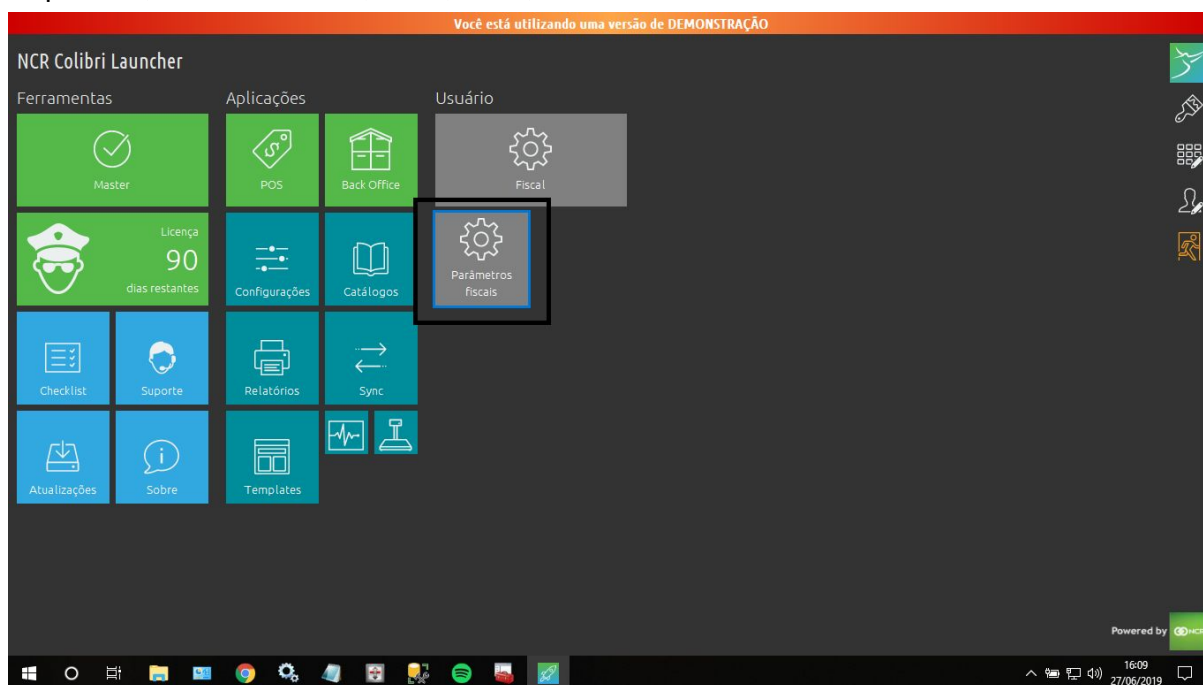 Você está utilizando uma versão de DEMONSTRAÇÃO
NCR Colibri Launcher
Ferramentas
Aplicações
Usuário
Master
POS
Back Office
Fiscal
Licença
90
dias restantes
Configurações
Catálogos
Parâmetros
fiscais
Checklist
Suporte
Relatórios
Sync
Atualizações
Sobre
Templates
Powered by
NCR
16:09
27/06/2019